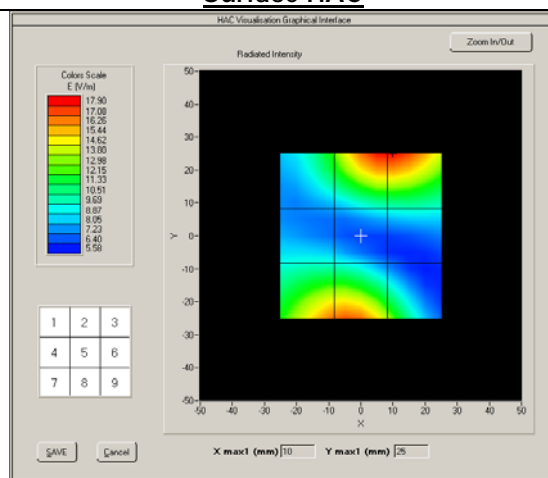 Surface HAC
HAC Visualisation Graphical Interface
Zoom In/Out
Radiated Intensity
Colors Scale
E (V/m)
17.90
17.08
16.26
15.44
14.62
13.80
12.98
12.15
11.33
10.51
9.69
8.87
8.05
7.23
6.40
5.58
50
40
30
20
10
Y 0
-10
-20
-30
-40
-50
-50 -40 -30 -20 -10 0 10 20 30 40 50
X
1 2 3
4 5 6
7 8 9
SAVE
Cancel
X max1 (mm) 10 Y max1 (mm) 25